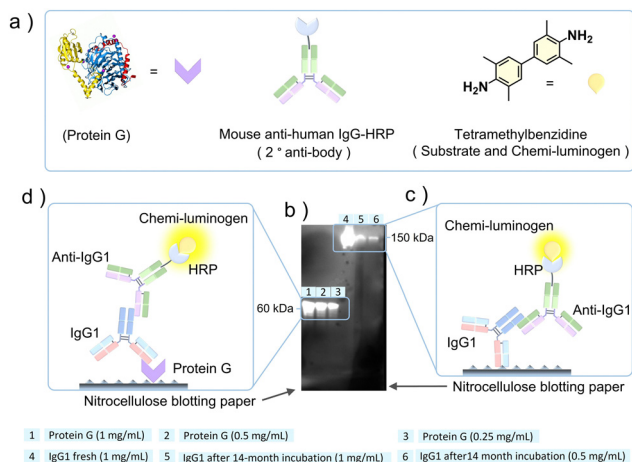 a )
=
(Protein G)
Mouse anti-human IgG-HRP
( 2 ° anti-body )
NH₂
H₂N
=
Tetramethylbenzidine
( Substrate and Chemi-luminogen )
d )
Chemi-luminogen
Anti-IgG1
HRP
IgG1
Protein G
Nitrocellulose blotting paper
b )
4 5 6
150 kDa
1 2 3
60 kDa
c )
Chemi-luminogen
HRP
Anti-IgG1
IgG1
Nitrocellulose blotting paper
1 Protein G (1 mg/mL) 2 Protein G (0.5 mg/mL) 3 Protein G (0.25 mg/mL)
4 IgG1 fresh (1 mg/mL) 5 IgG1 after 14-month incubation (1 mg/mL) 6 IgG1 after14 month incubation (0.5 mg/mL)